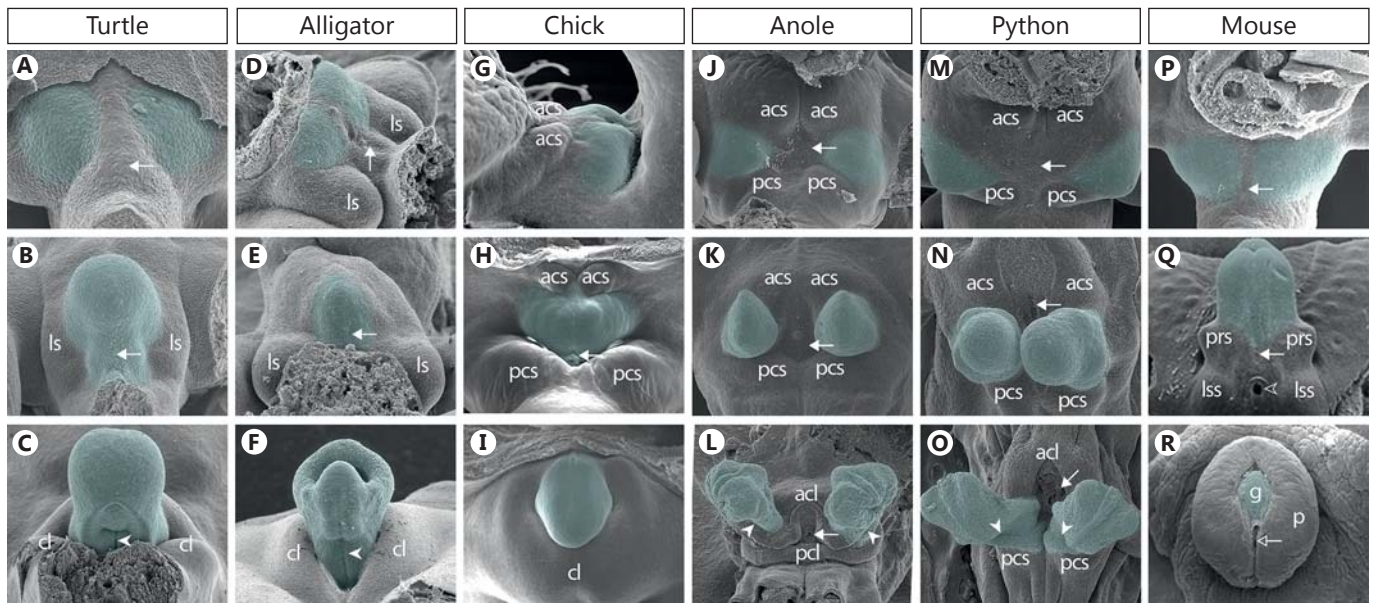 Turtle
Alligator
Chick
Anole
Python
Mouse
A
D
ls
ls
G
acs
acs
J
acs acs
pcs pcs
M
acs acs
pcs pcs
P
B
ls ls
E
ls ls
H
acs acs
pcs pcs
K
acs acs
pcs pcs
N
acs acs
pcs pcs
Q
prs prs
lss lss
C
cl cl
F
cl cl
I
cl
L
acl
pcl
O
acl
pcs pcs
R
g
p